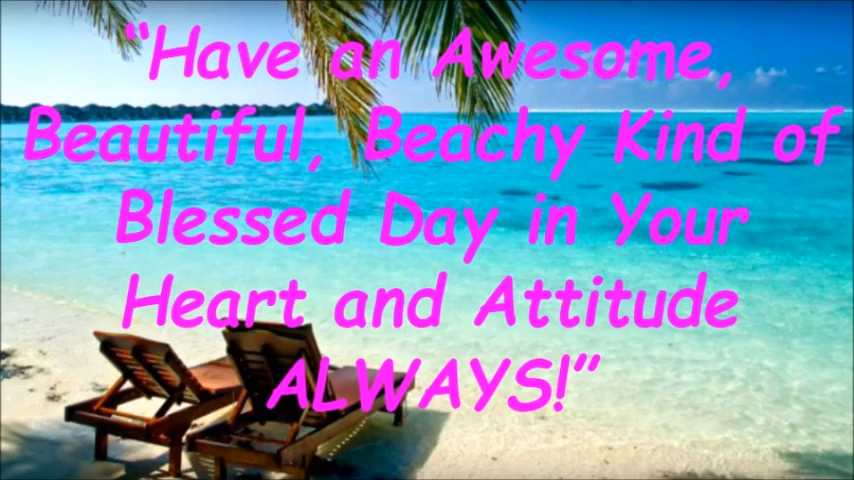 “Have an Awesome,
Beautiful, Beachy Kind of
Blessed Day in Your
Heart and Attitude
ALWAYS!”